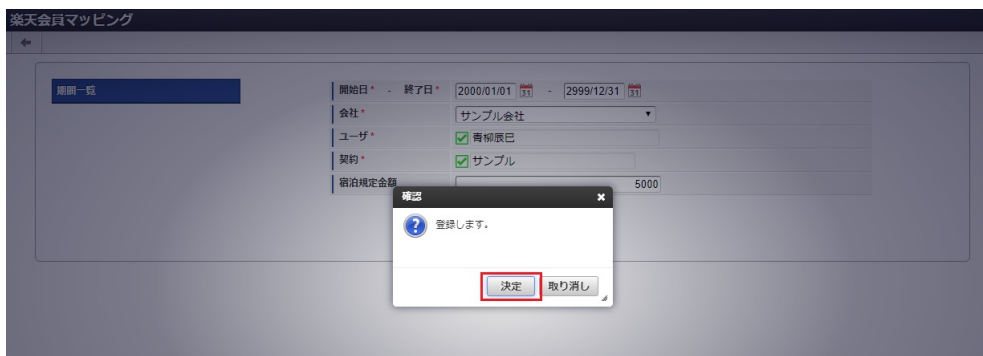 楽天会員マッピング
期間一覧
開始日* - 終了日* 2000/01/01 31 - 2999/12/31 31
会社* サンプル会社
ユーザ* 青柳辰巳
契約* サンプル
宿泊規定金額 5000
確認
登録します。
決定 取り消し